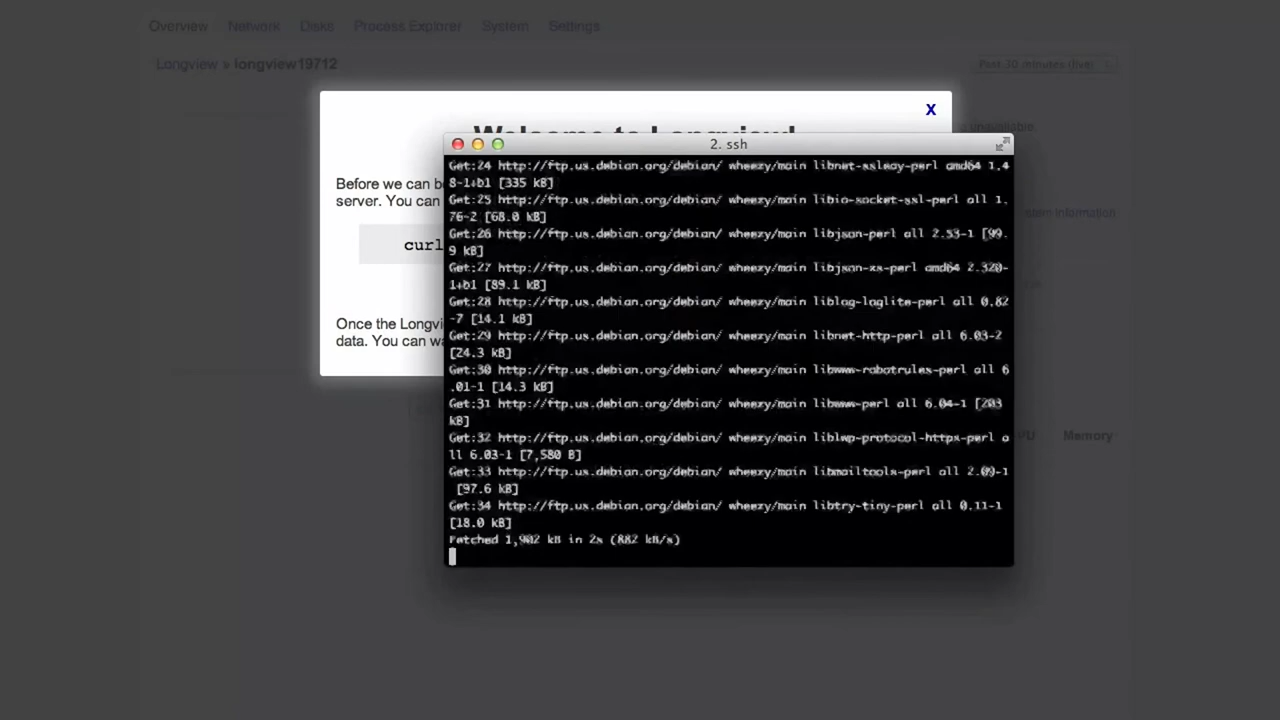 Overview Network Disks Process Explorer System Settings
Longview » longview19712
Past 30 minutes (live)
X
Welcome to Longview!
unavailable
Before we can be
server. You can
curl
Once the Longvi
data. You can wa
information
Memory
2. ssh
Get:24 http://ftp.us.debian.org/debian/ wheezy/main libnet-ssleay-perl amd64 1.4
8-1+b1 [335 kB]
Get:25 http://ftp.us.debian.org/debian/ wheezy/main libio-socket-ssl-perl all 1.
76-2 [68.0 kB]
Get:26 http://ftp.us.debian.org/debian/ wheezy/main libjson-perl all 2.53-1 [99.
9 kB]
Get:27 http://ftp.us.debian.org/debian/ wheezy/main libjson-xs-perl amd64 2.320-
1+b1 [89.1 kB]
Get:28 http://ftp.us.debian.org/debian/ wheezy/main liblog-loglite-perl all 0.82
-7 [14.1 kB]
Get:29 http://ftp.us.debian.org/debian/ wheezy/main libnet-http-perl all 6.03-2
[24.3 kB]
Get:30 http://ftp.us.debian.org/debian/ wheezy/main libwww-robotrules-perl all 6
.01-1 [14.3 kB]
Get:31 http://ftp.us.debian.org/debian/ wheezy/main libwww-perl all 6.04-1 [203
kB]
Get:32 http://ftp.us.debian.org/debian/ wheezy/main liblwp-protocol-https-perl a
ll 6.03-1 [7,580 B]
Get:33 http://ftp.us.debian.org/debian/ wheezy/main libmailtools-perl all 2.09-1
[97.6 kB]
Get:34 http://ftp.us.debian.org/debian/ wheezy/main libtry-tiny-perl all 0.11-1
[18.0 kB]
Fetched 1,902 kB in 2s (882 kB/s)